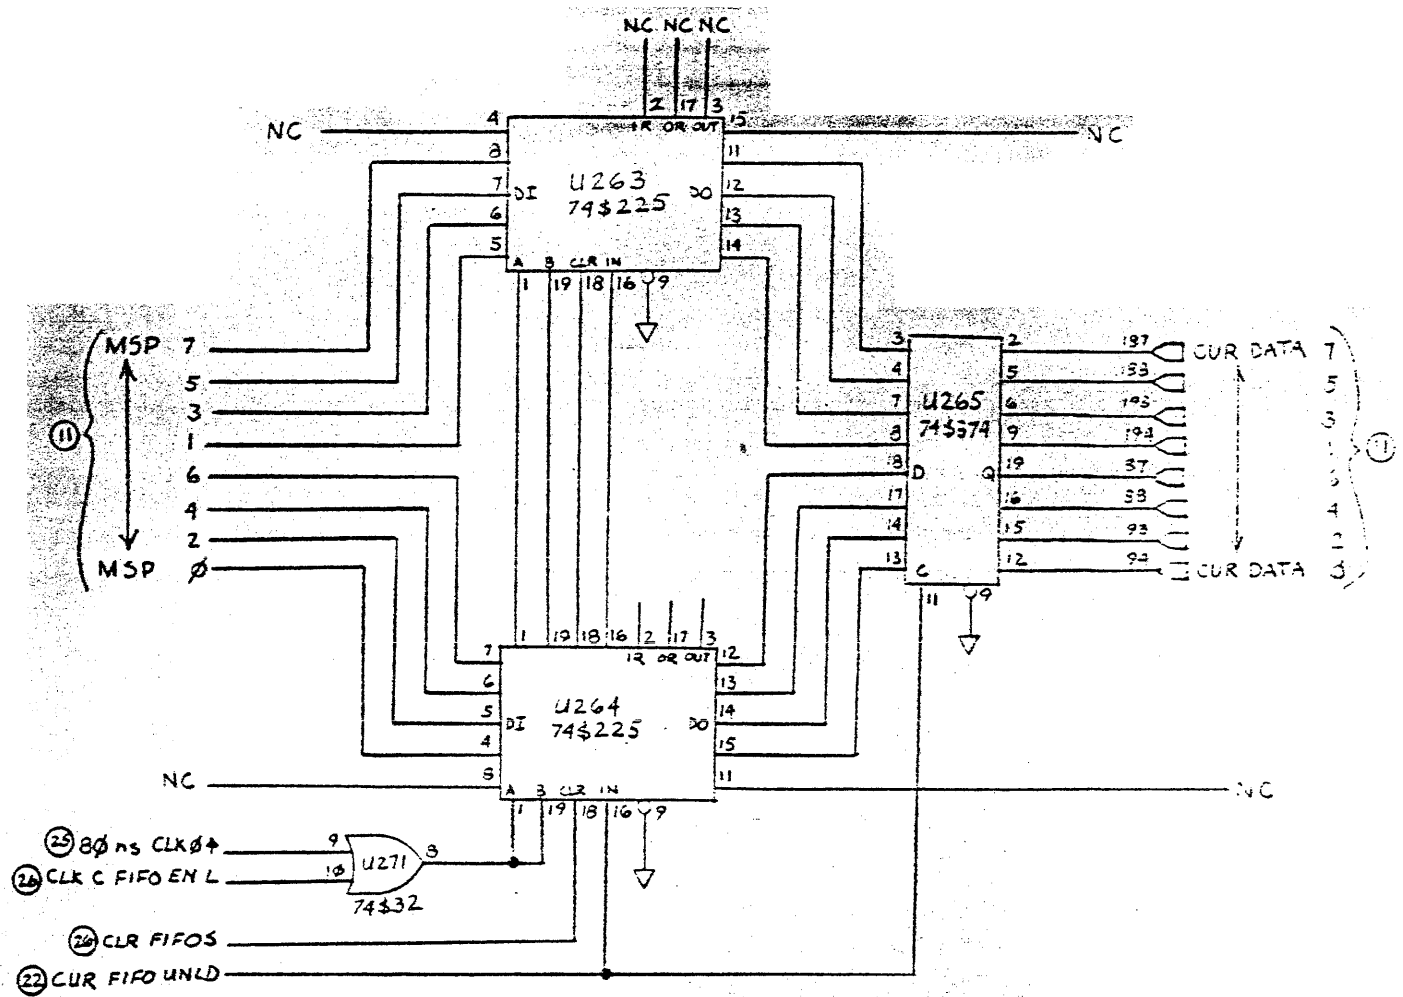 NC NC NC
2 17 3
IR OR OUT
NC 4 15 NC
8 11
7 DI U263 DO 12
74S225
6 13
5 14
A B CLR IN
1 19 18 16 9
MSP 7 3 2 187 CUR DATA 7
5 4 5 5
3 7 U265 6 3
74S374
11 1 8 9
6 18 D Q 19 37
4 17 16 38 4
2 14 15 93 2
MSP Ø 13 C 12 CUR DATA
11 9
1 19 18 16 2 17 3
7 IR OR OUT 12
6 13
5 DI U264 DO 14
74S225
4 15
NC 8 11 NC
A B CLR IN
1 19 18 16 9
25 8Ø ns CLKØ4 9 U271 8
26 CLK C FIFO EN L 1Ø
74S32
26 CLR FIFOS
22 CUR FIFO UNLD